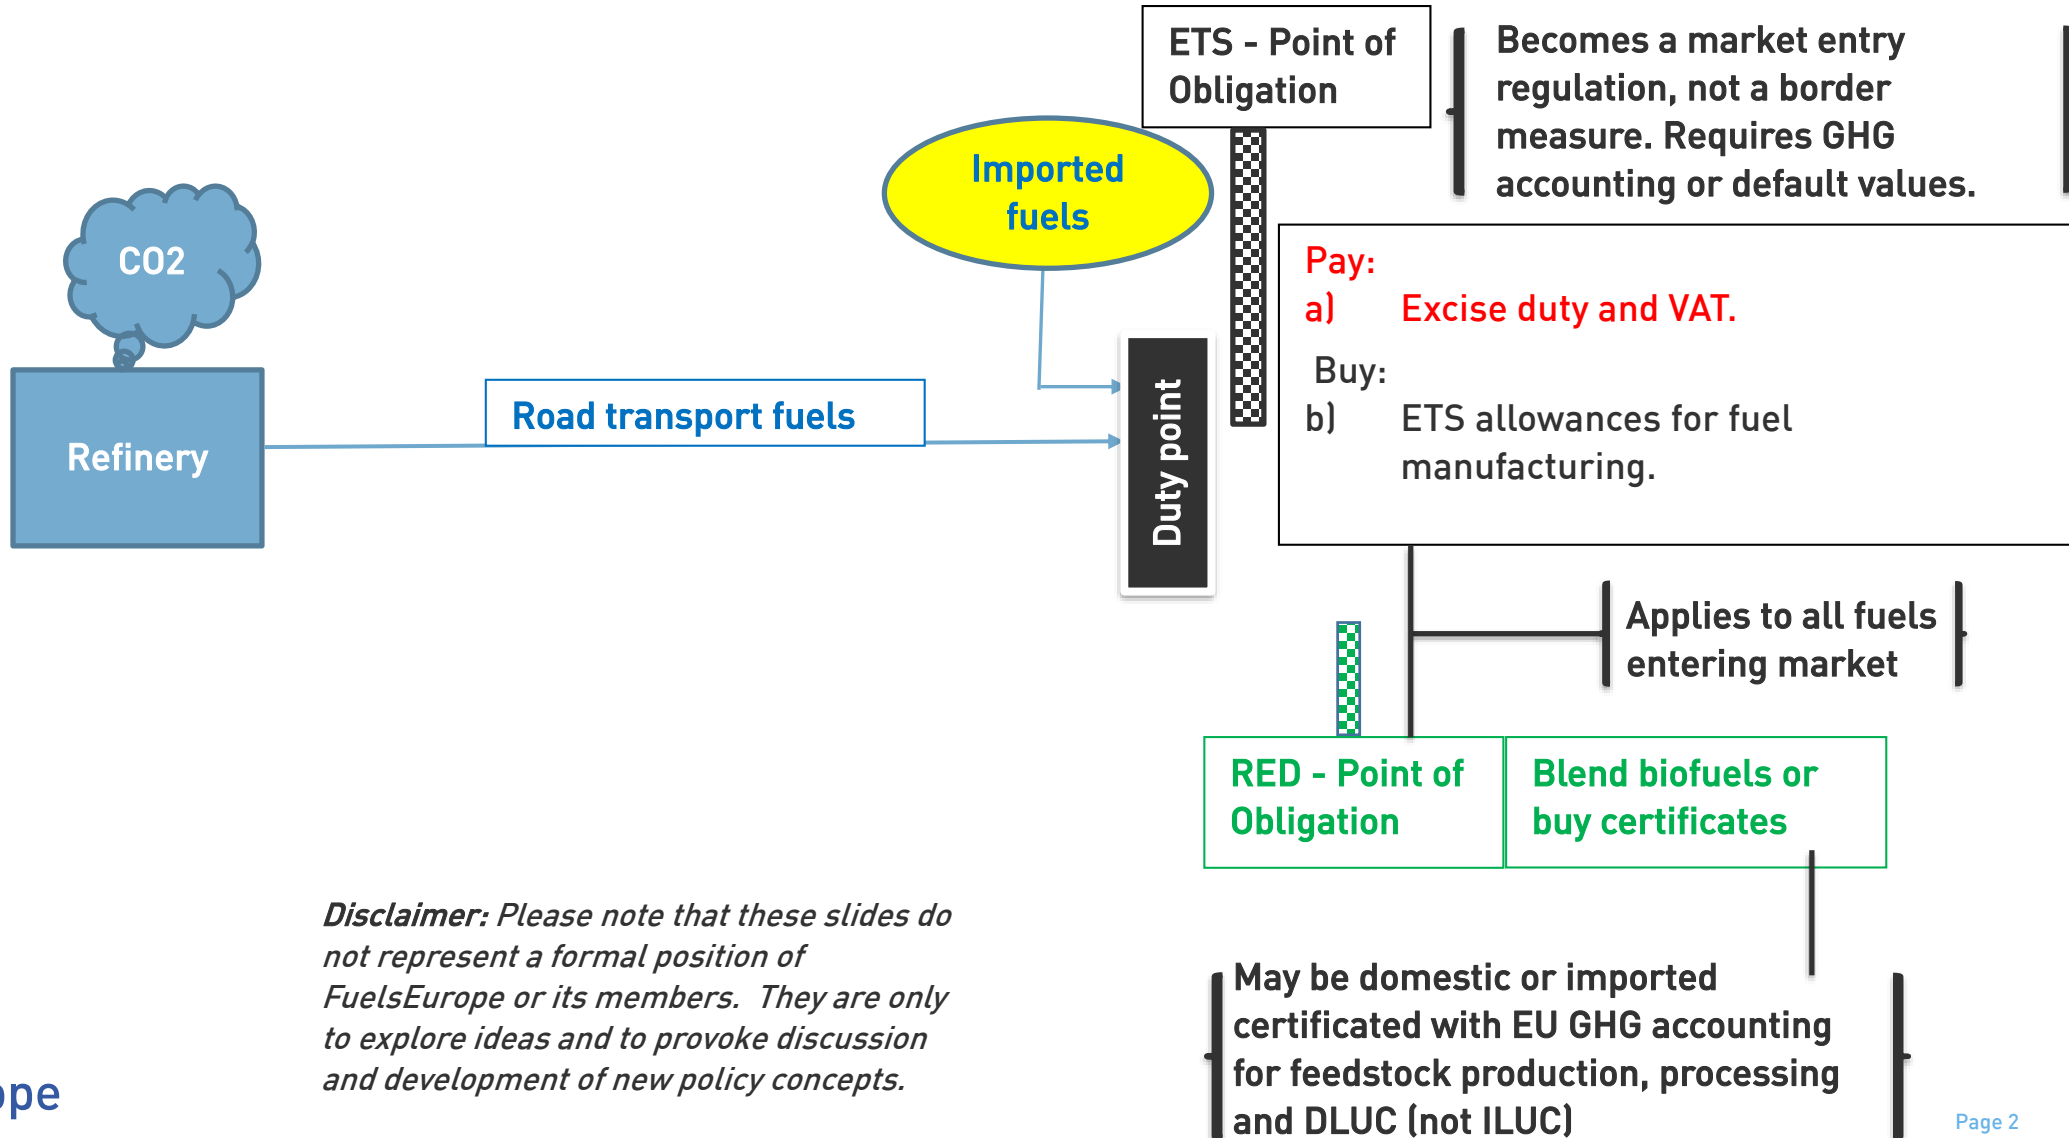 ETS - Point of
Obligation
Becomes a market entry
regulation, not a border
measure. Requires GHG
accounting or default values.
Imported
fuels
CO2
Pay:
a) Excise duty and VAT.
Buy:
b) ETS allowances for fuel
manufacturing.
Road transport fuels
Refinery
Duty point
Applies to all fuels
entering market
RED - Point of
Obligation
Blend biofuels or
buy certificates
Disclaimer: Please note that these slides do
not represent a formal position of
FuelsEurope or its members. They are only
to explore ideas and to provoke discussion
and development of new policy concepts.
May be domestic or imported
certificated with EU GHG accounting
for feedstock production, processing
and DLUC (not ILUC)
ope
Page 2